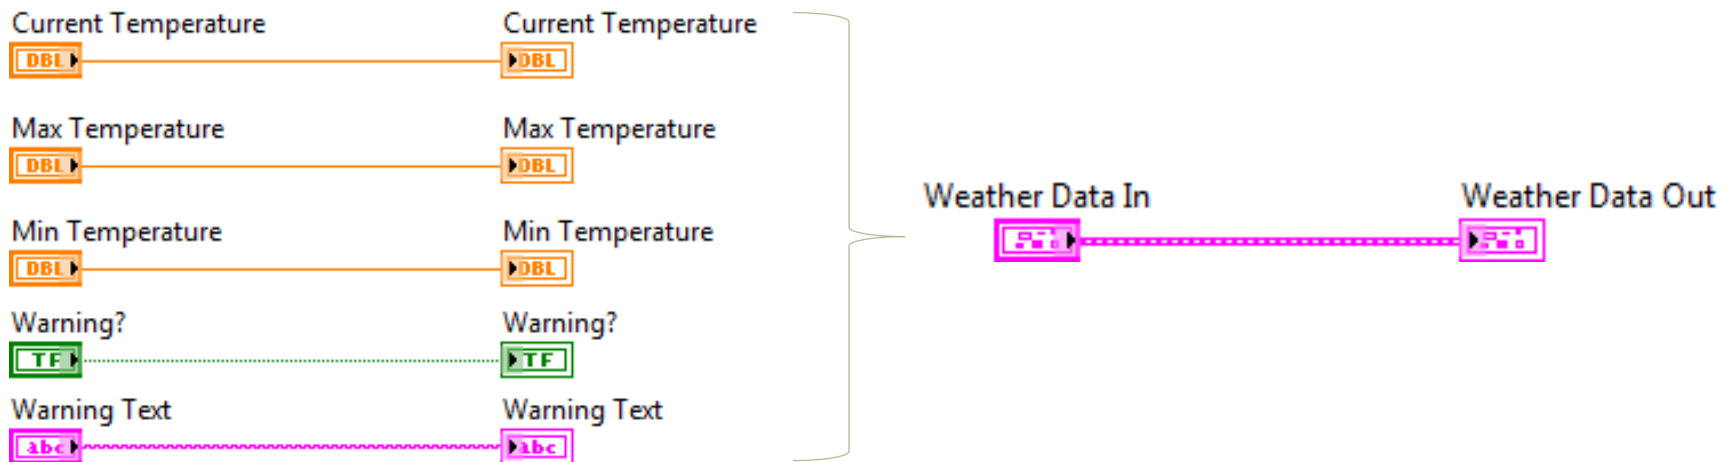 Current Temperature
Current Temperature
DBL
DBL
Max Temperature
Max Temperature
DBL
DBL
Weather Data In
Weather Data Out
Min Temperature
Min Temperature
DBL
DBL
Warning?
Warning?
TF
TF
Warning Text
Warning Text
abc
abc